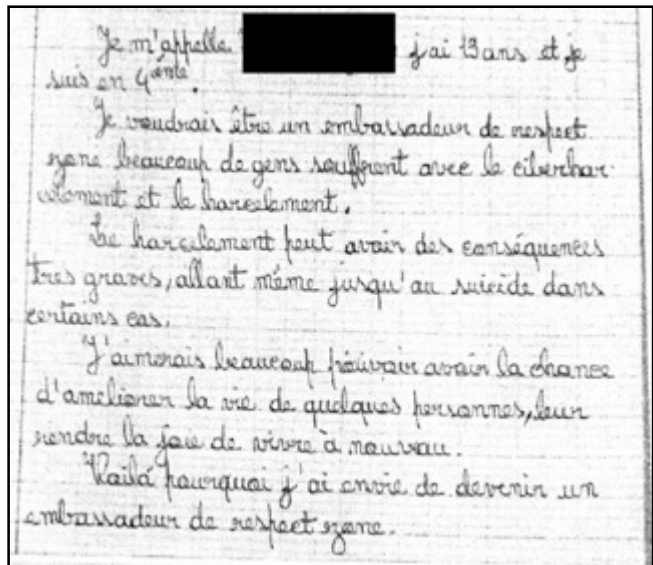 Je m'appelle j'ai 13 ans et je
suis en 4ème.
Je voudrais être un embassadeur de respect
zone beaucoup de gens souffrent avec le ciberhar-
celement et le harcelement.
Le harcelement peut avoir des conséquences
tres graves, allant même jusqu'au suicide dans
certains cas.
J'aimerais beaucoup pouvoir avoir la chance
d'ameliorer la vie de quelques personnes, leur
rendre la joie de vivre à nouveau.
Voilá pourquoi j'ai envie de devenir un
embassadeur de respect zone.